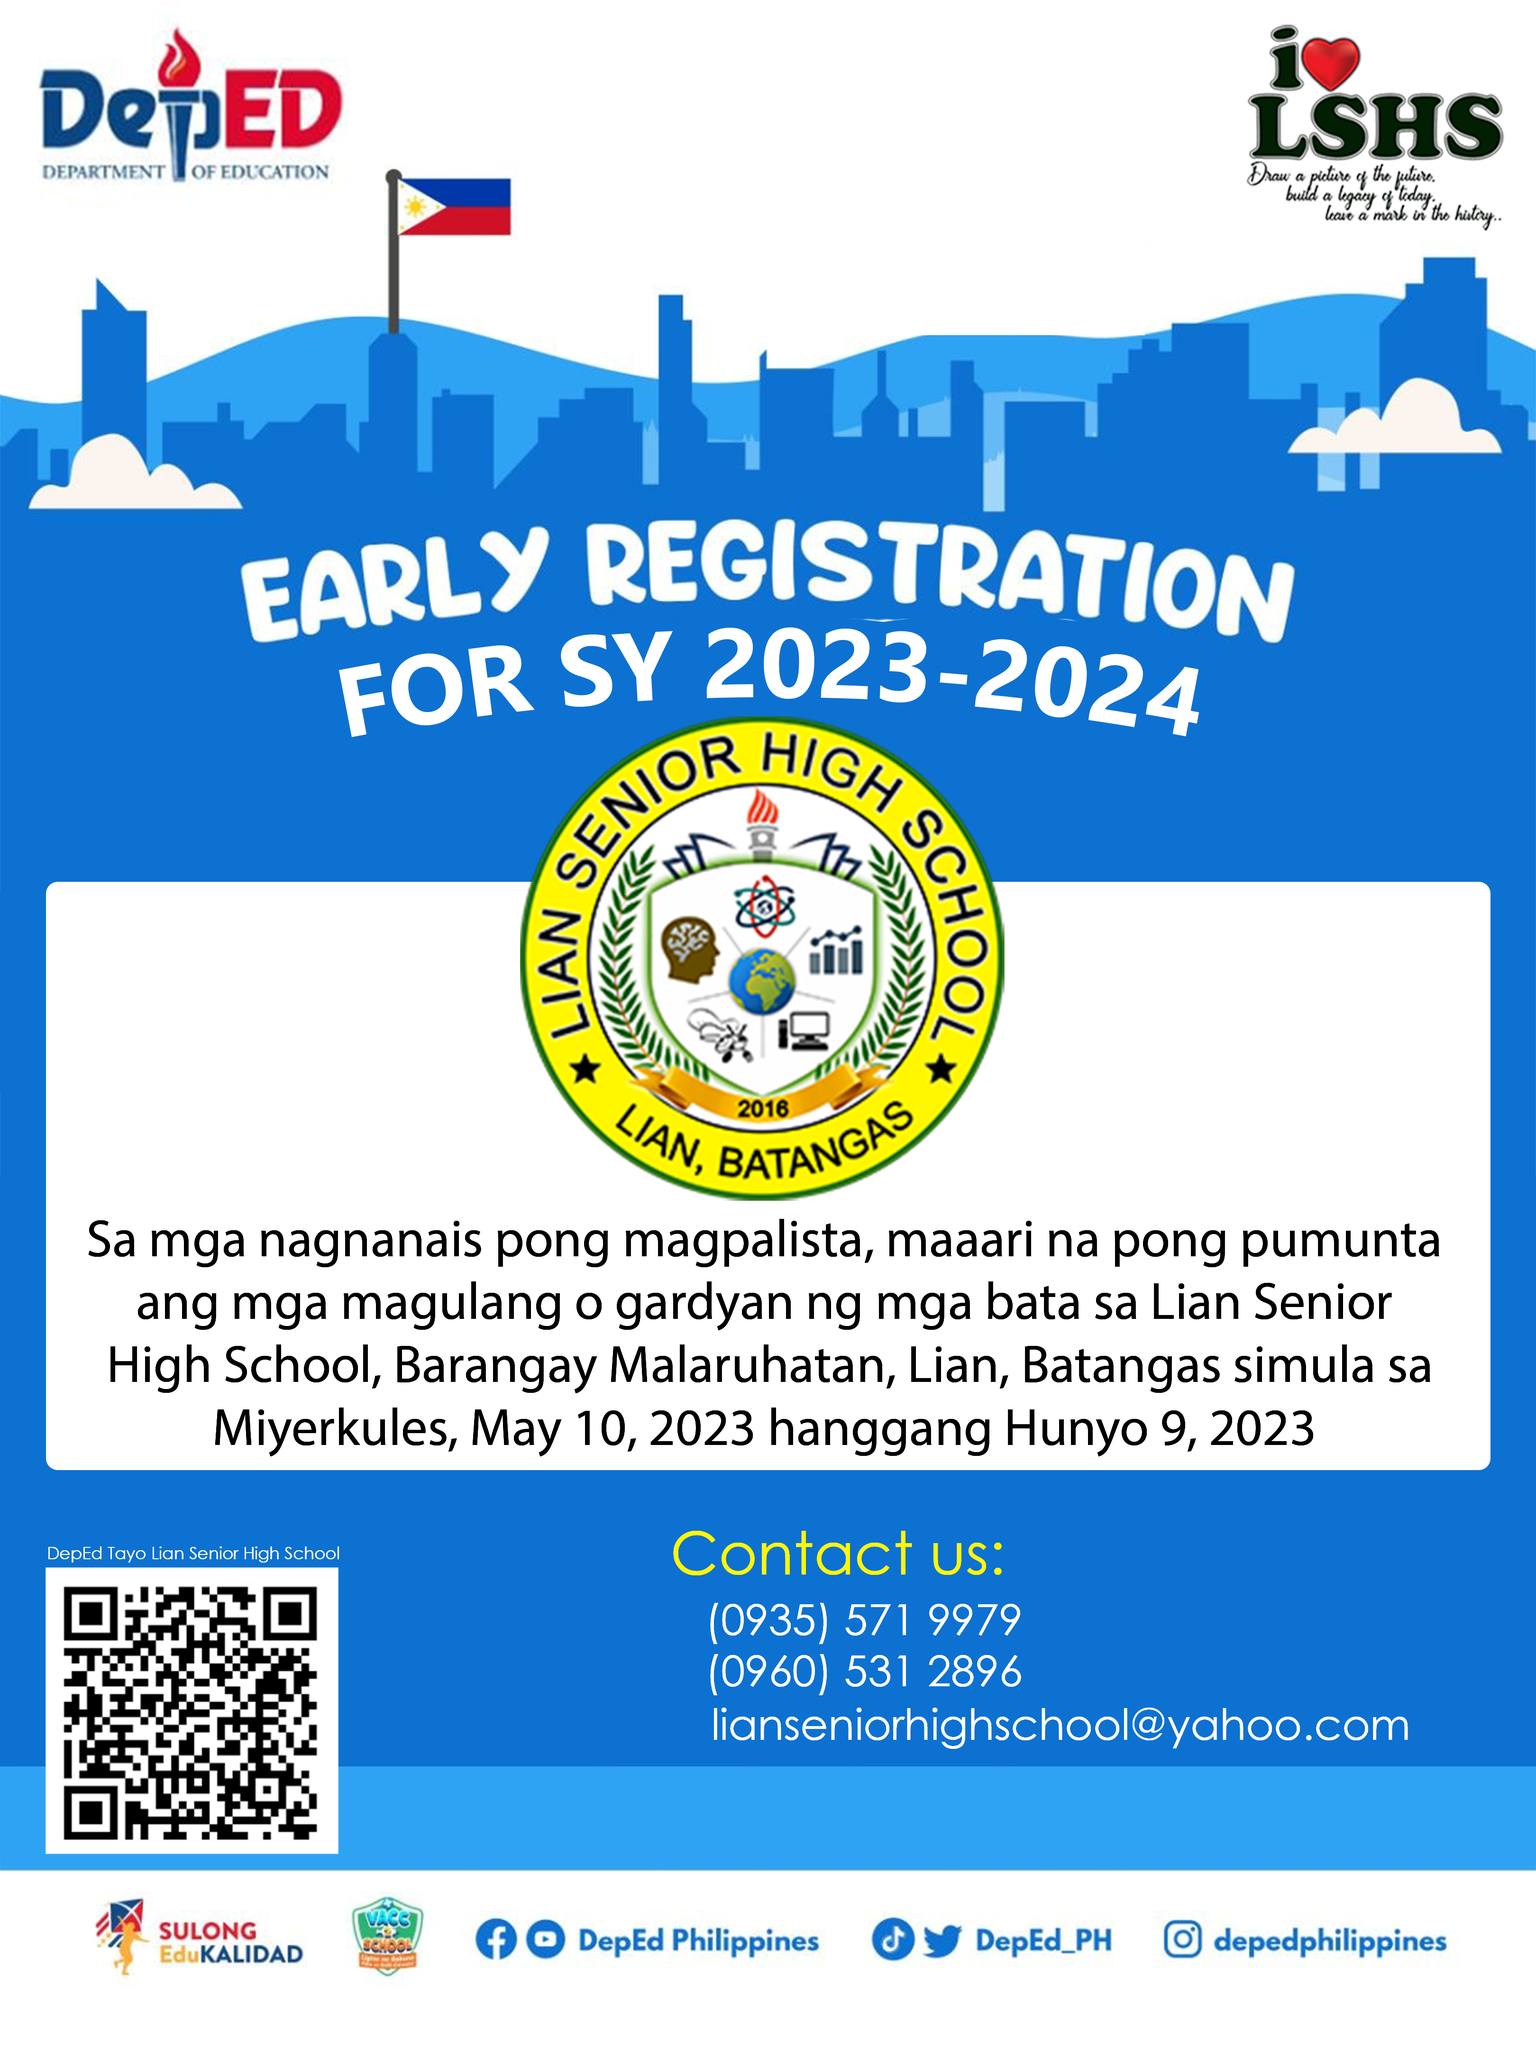 DepED
DEPARTMENT OF EDUCATION
i LSHS
Draw a picture of the future,
build a legacy of today,
leave a mark in the history..
EARLY REGISTRATION
FOR SY 2023-2024
LIAN SENIOR HIGH SCHOOL
2016
LIAN, BATANGAS
Sa mga nagnanais pong magpalista, maaari na pong pumunta
ang mga magulang o gardyan ng mga bata sa Lian Senior
High School, Barangay Malaruhatan, Lian, Batangas simula sa
Miyerkules, May 10, 2023 hanggang Hunyo 9, 2023
DepEd Tayo Lian Senior High School
Contact us:
(0935) 571 9979
(0960) 531 2896
lianseniorhighschool@yahoo.com
SULONG
EduKALIDAD
VACC
to
SCHOOL
DepEd Philippines
DepEd_PH
depedphilippines